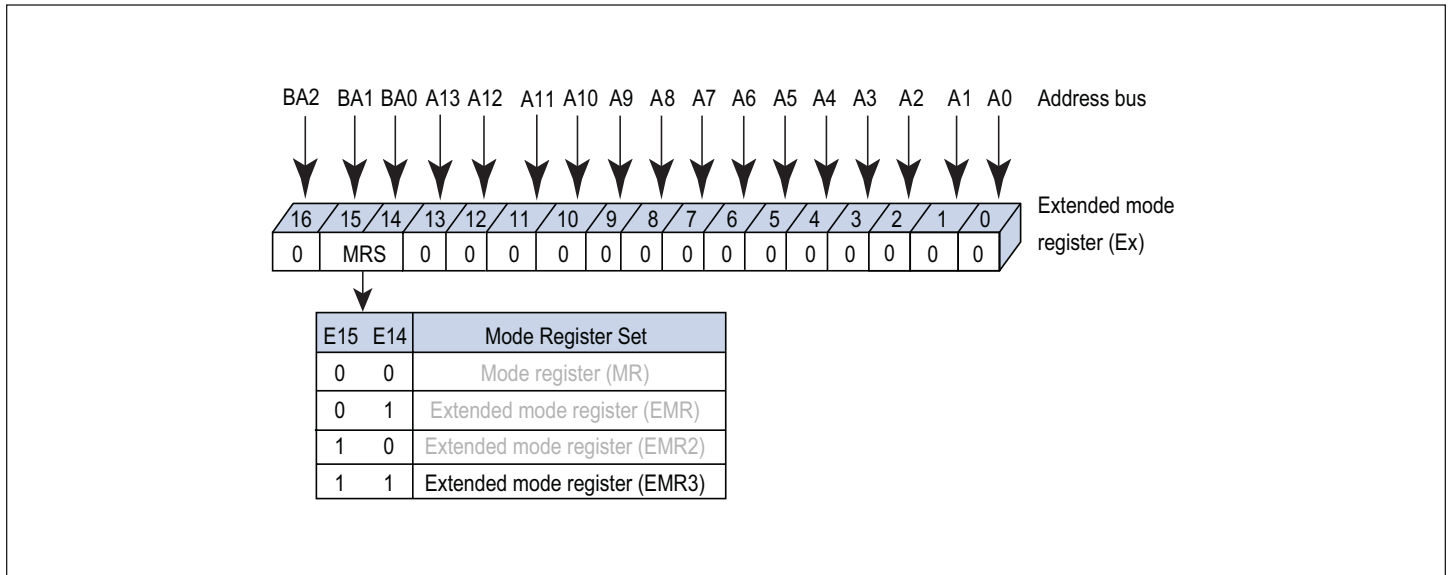 BA2 BA1 BA0 A13 A12 A11 A10 A9 A8 A7 A6 A5 A4 A3 A2 A1 A0 Address bus
16 15 14 13 12 11 10 9 8 7 6 5 4 3 2 1 0 Extended mode
0 MRS 0 0 0 0 0 0 0 0 0 0 0 0 0 0 register (Ex)
E15 E14 Mode Register Set
0 0 Mode register (MR)
0 1 Extended mode register (EMR)
1 0 Extended mode register (EMR2)
1 1 Extended mode register (EMR3)